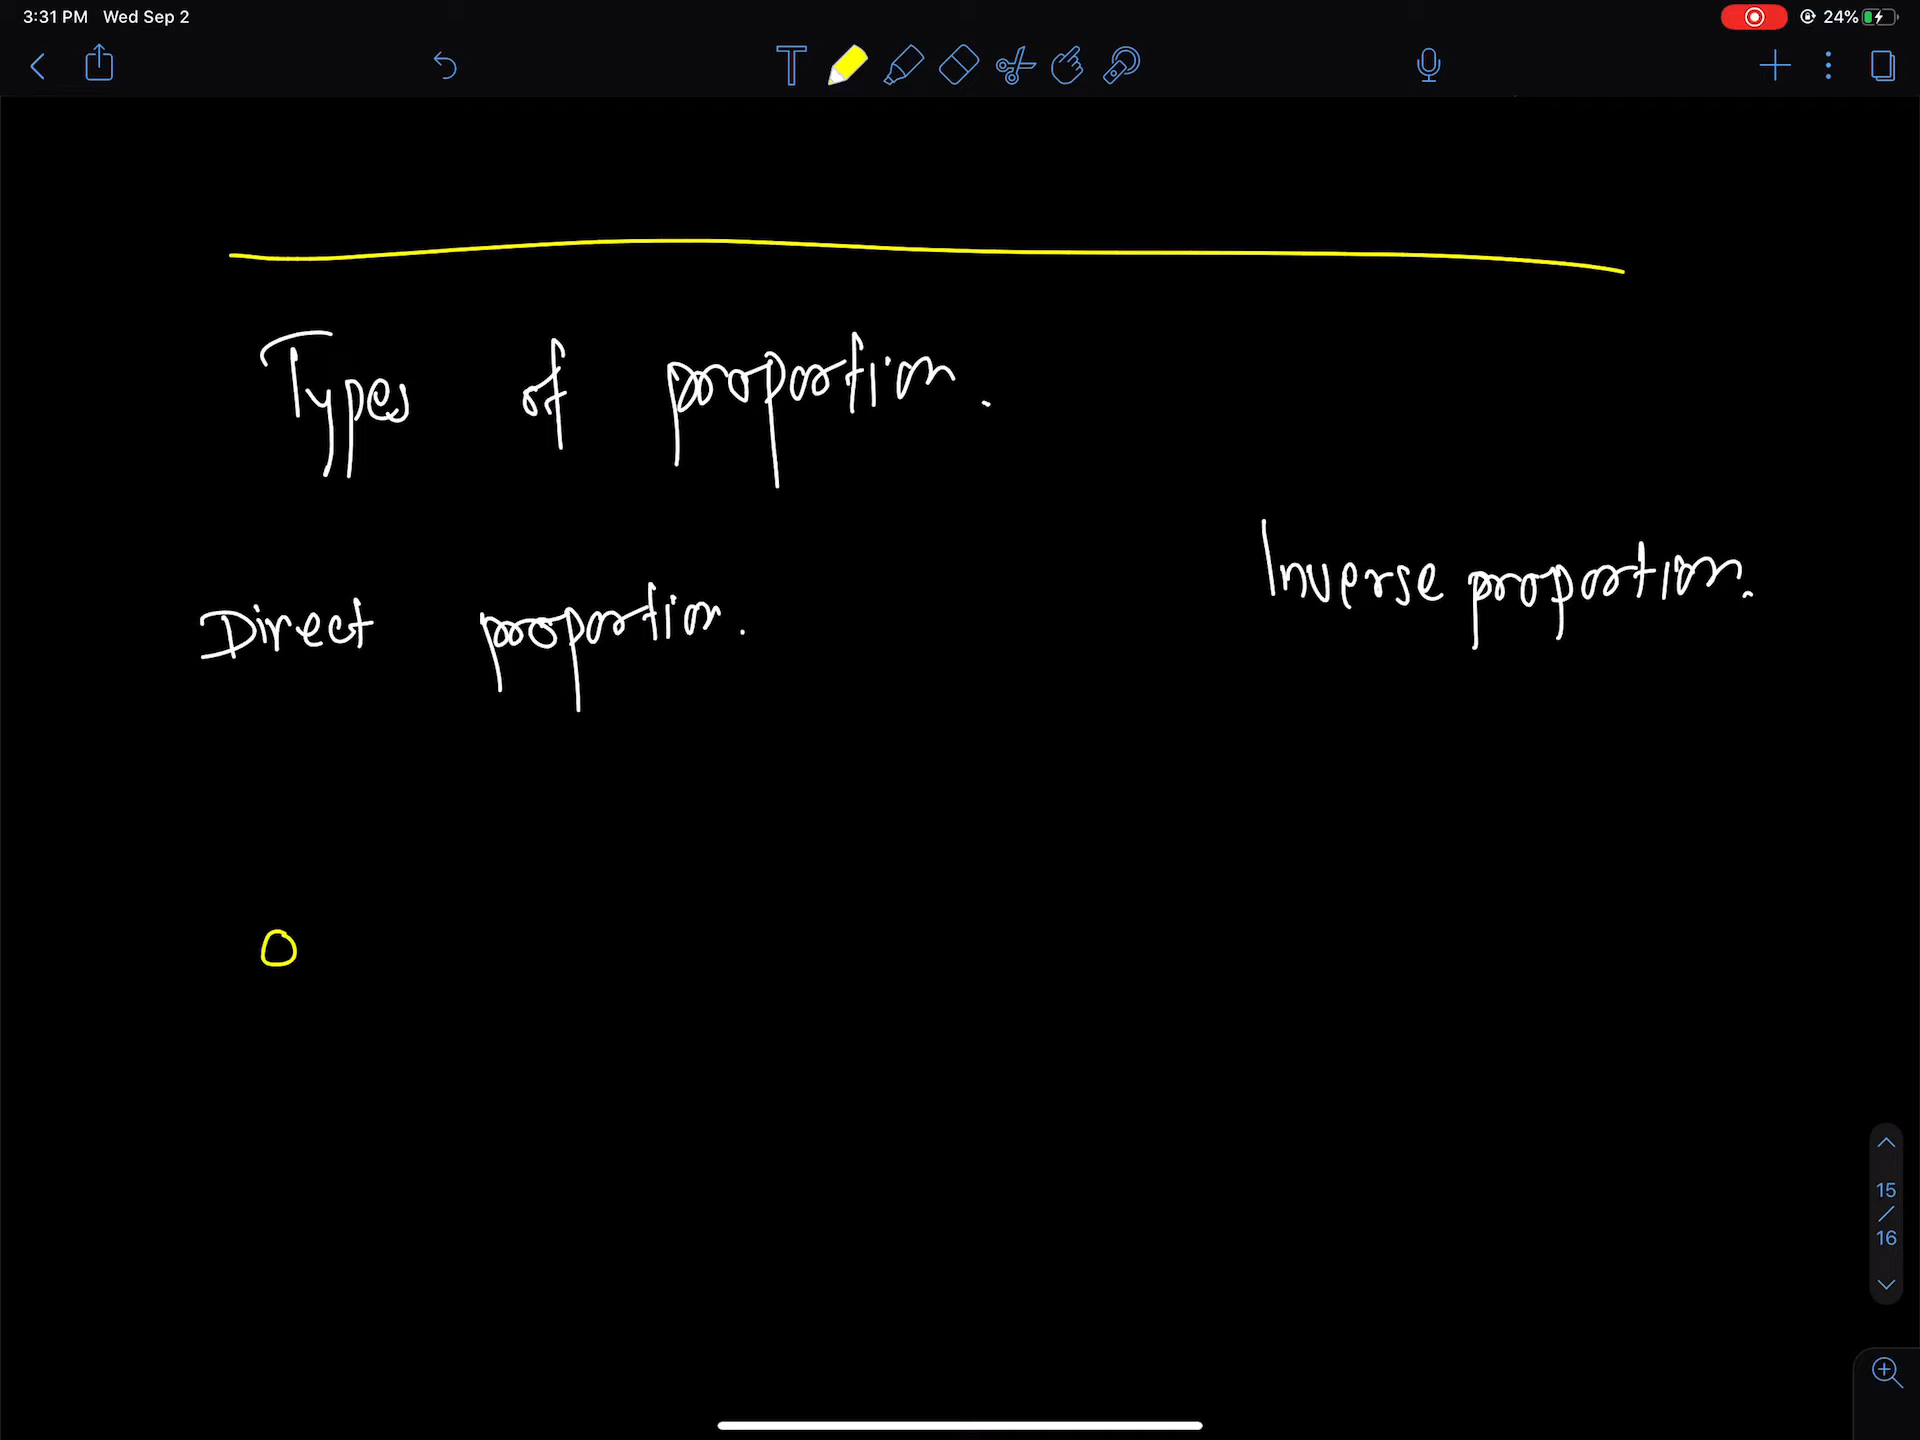 3:31 PM Wed Sep 2
24%
Types of proportion.
Inverse proportion.
Direct proportion.
15
/
16